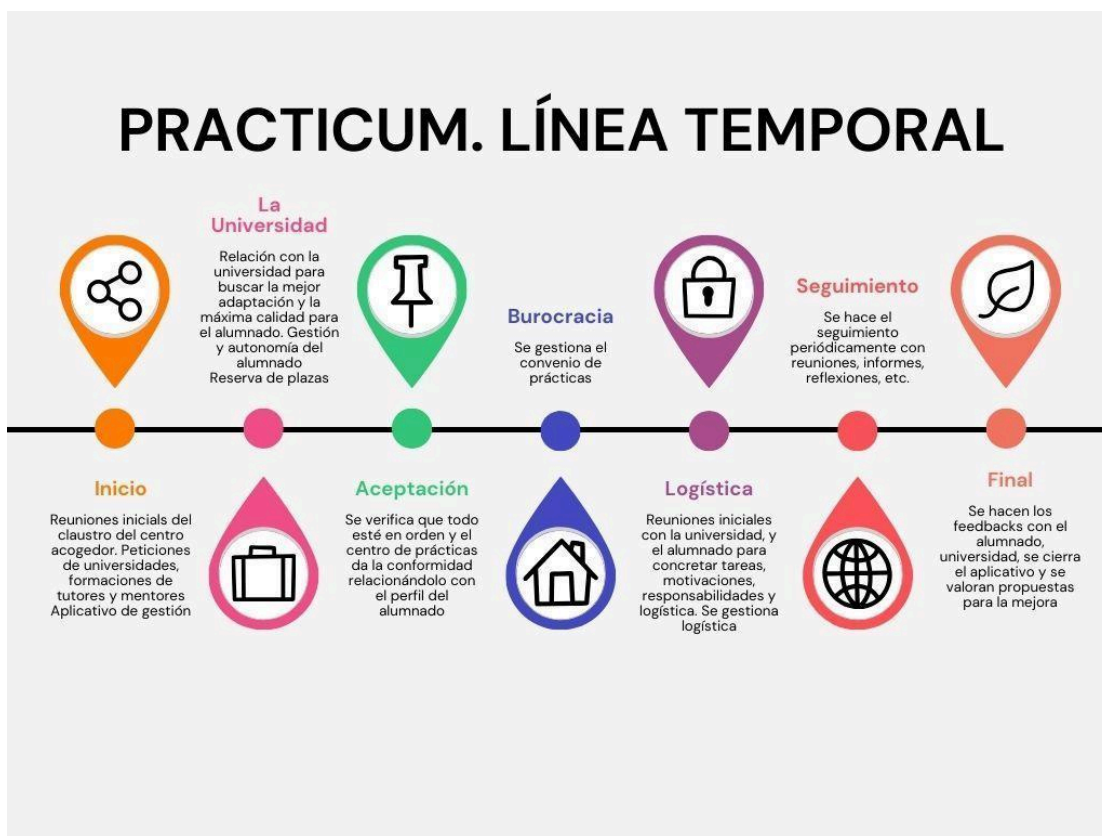 PRACTICUM. LÍNEA TEMPORAL
Inicio
Reuniones inicials del
claustro del centro
acogedor. Peticiones
de universidades,
formaciones de
tutores y mentores
Aplicativo de gestión
La
Universidad
Relación con la
universidad para
buscar la mejor
adaptación y la
máxima calidad para
el alumnado. Gestión
y autonomía del
alumnado
Reserva de plazas
Aceptación
Se verifica que todo
esté en orden y el
centro de prácticas
da la conformidad
relacionándolo con
el perfil del
alumnado
Burocracia
Se gestiona el
convenio de
prácticas
Logística
Reuniones iniciales
con la universidad, y
el alumnado para
concretar tareas,
motivaciones,
responsabilidades y
logística. Se gestiona
logística
Seguimiento
Se hace el
seguimiento
periódicamente con
reuniones, informes,
reflexiones, etc.
Final
Se hacen los
feedbacks con el
alumnado,
universidad, se cierra
el aplicativo y se
valoran propuestas
para la mejora